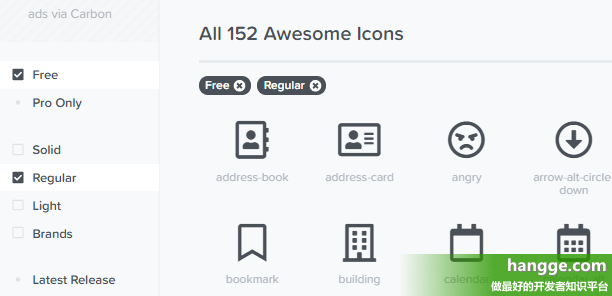 ads via Carbon
Free
Pro Only
Solid
Regular
Light
Brands
Latest Release
All 152 Awesome Icons
Free Regular
address-book address-card angry arrow-alt-circle-
down
bookmark building calendar
hangge.com
做最好的开发者知识平台